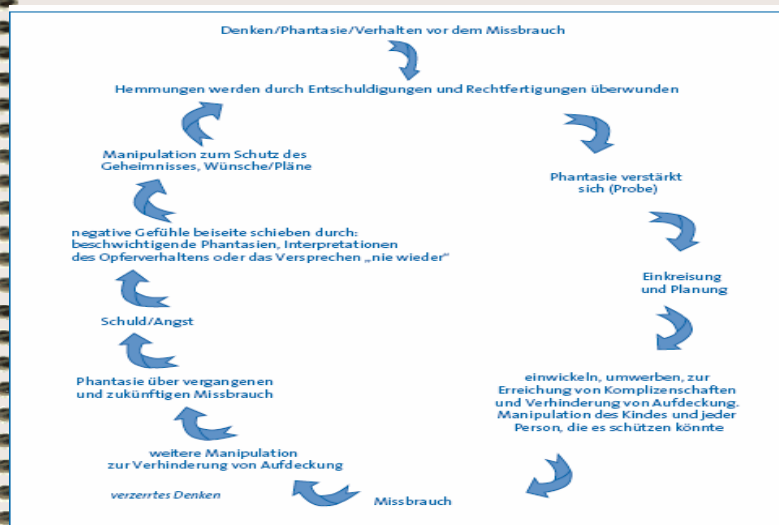 Denken/Phantasie/Verhalten vor dem Missbrauch
Hemmungen werden durch Entschuldigungen und Rechtfertigungen überwunden
Phantasie verstärkt
sich (Probe)
Einkreisung
und Planung
einwickeln, umwerben, zur
Erreichung von Komplizenschaften
und Verhinderung von Aufdeckung.
Manipulation des Kindes und jeder
Person, die es schützen könnte
Missbrauch
weitere Manipulation
zur Verhinderung von Aufdeckung
verzerrtes Denken
Phantasie über vergangenen
und zukünftigen Missbrauch
Schuld/Angst
negative Gefühle beiseite schieben durch:
beschwichtigende Phantasien, Interpretationen
des Opferverhaltens oder das Versprechen „nie wieder“
Manipulation zum Schutz des
Geheimnisses, Wünsche/Pläne